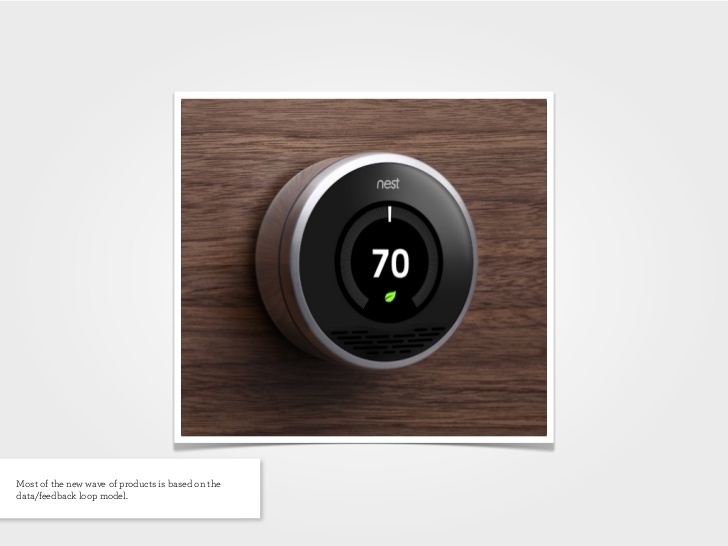 nest
70
Most of the new wave of products is based on the
data/feedback loop model.